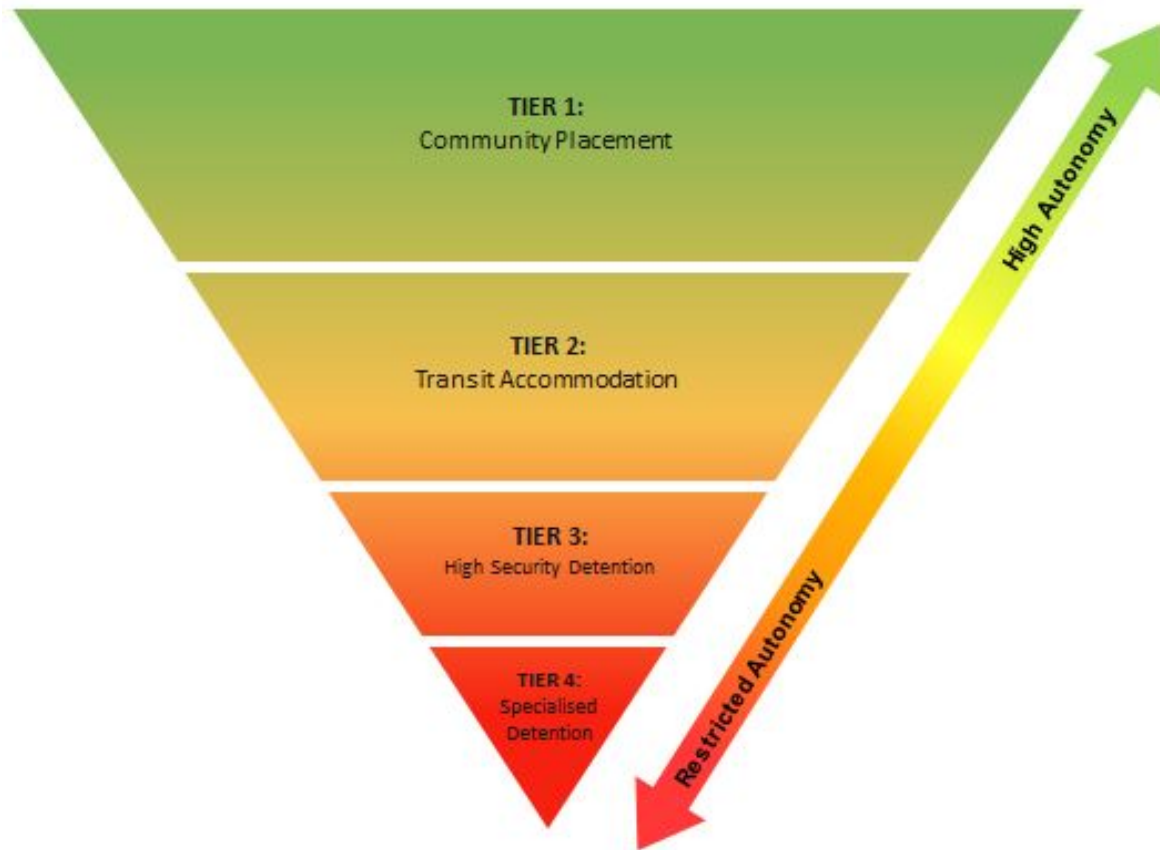 TIER 1:
Community Placement
High Autonomy
TIER 2:
Transit Accommodation
TIER 3:
High Security Detention
Restricted Autonomy
TIER 4:
Specialised
Detention